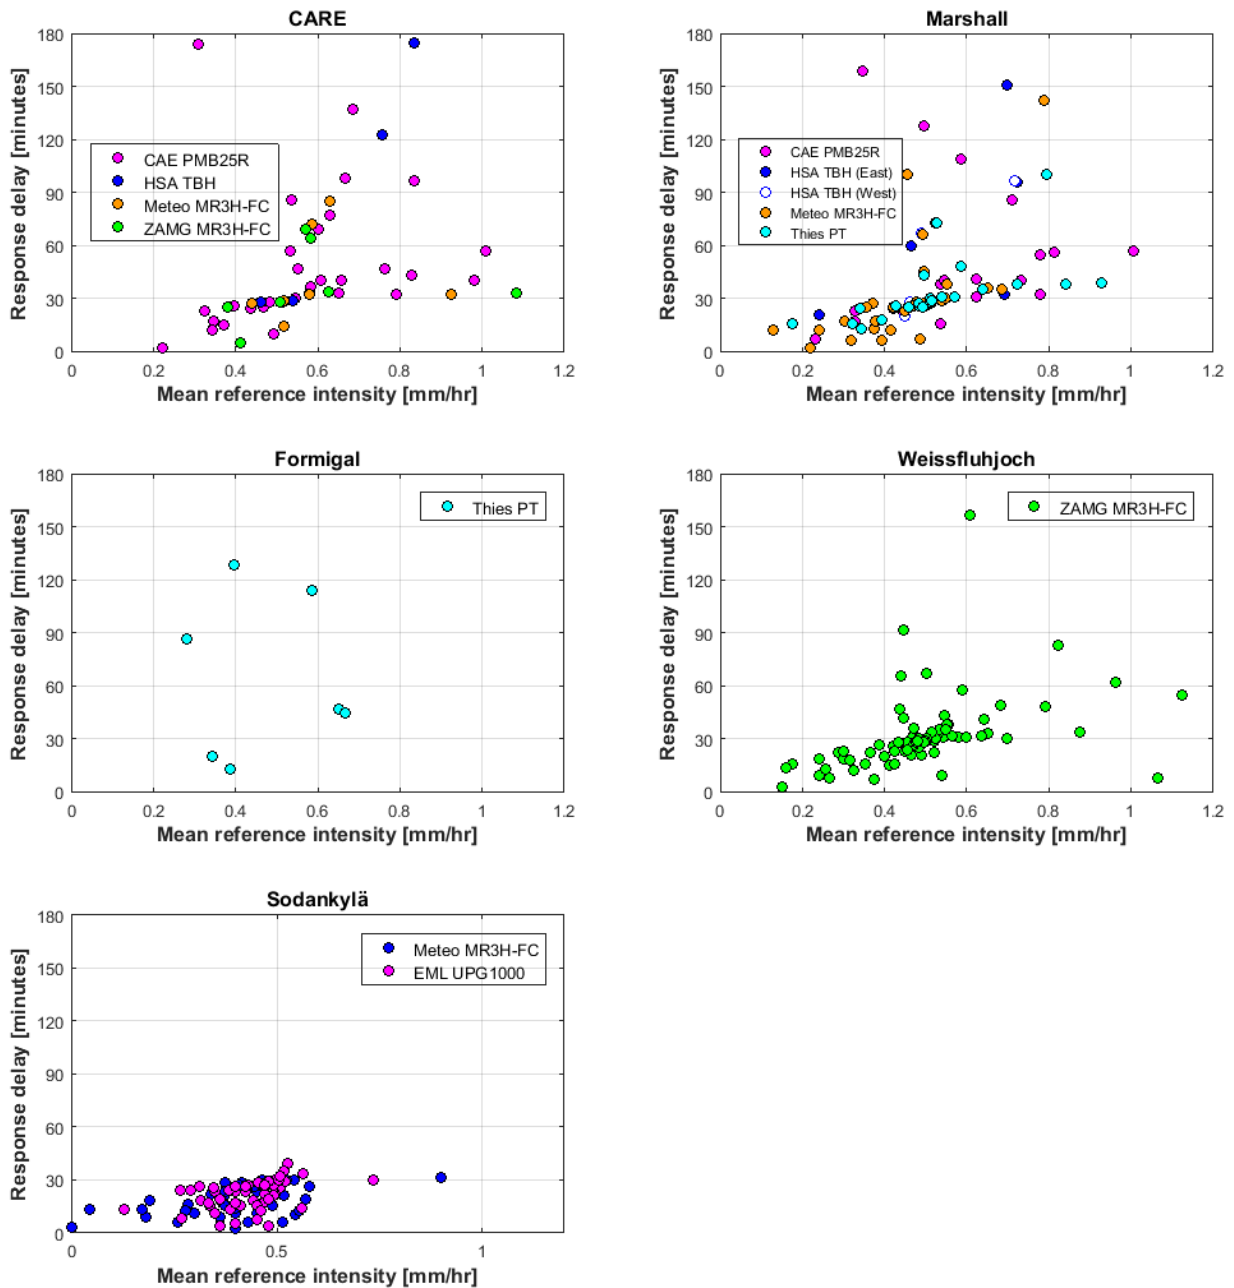 CARE
180
150
120
90
60
30
0
Response delay [minutes]
CAE PMB25R
HSA TBH
Meteo MR3H-FC
ZAMG MR3H-FC
0 0.2 0.4 0.6 0.8 1 1.2
Mean reference intensity [mm/hr]
Marshall
180
150
120
90
60
30
0
Response delay [minutes]
CAE PMB25R
HSA TBH (East)
HSA TBH (West)
Meteo MR3H-FC
Thies PT
0 0.2 0.4 0.6 0.8 1 1.2
Mean reference intensity [mm/hr]
Formigal
180
150
120
90
60
30
0
Response delay [minutes]
Thies PT
0 0.2 0.4 0.6 0.8 1 1.2
Mean reference intensity [mm/hr]
Weissfluhjoch
180
150
120
90
60
30
0
Response delay [minutes]
ZAMG MR3H-FC
0 0.2 0.4 0.6 0.8 1 1.2
Mean reference intensity [mm/hr]
Sodankylä
180
150
120
90
60
30
0
Response delay [minutes]
Meteo MR3H-FC
EML UPG1000
0 0.5 1
Mean reference intensity [mm/hr]